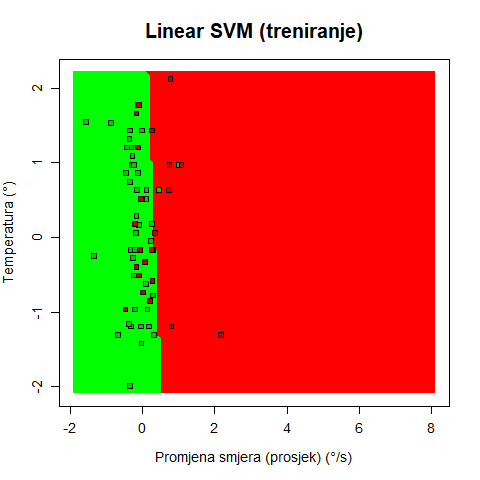 Linear SVM (treniranje)
Temperatura (°)
2
1
0
-1
-2
-2 0 2 4 6 8
Promjena smjera (prosjek) (°/s)